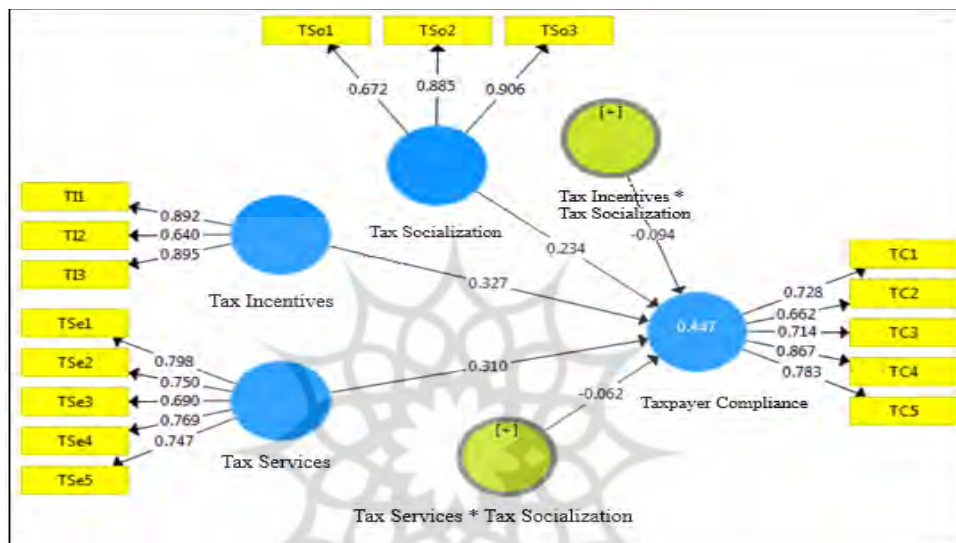 TSo1 TSo2 TSo3
0.672 0.885 0.906
[+]
Tax Incentives *
Tax Socialization
-0.094
Tax Socialization
0.234
TI1
TI2
TI3
0.892
0.640
0.895
Tax Incentives
0.327
TSe1
TSe2
TSe3
TSe4
TSe5
0.798
0.750
0.690
0.769
0.747
Tax Services
0.310
-0.062
[+]
Tax Services * Tax Socialization
0.447
Taxpayer Compliance
0.728
0.662
0.714
0.867
0.783
TC1
TC2
TC3
TC4
TC5